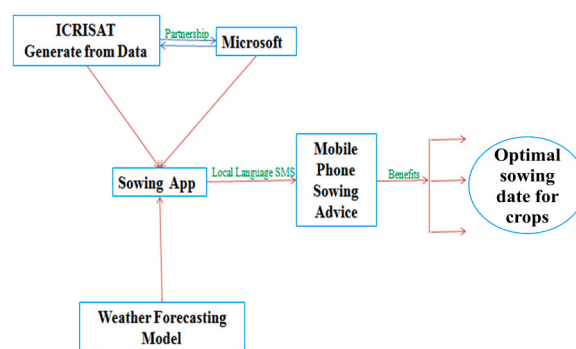 ICRISAT
Generate from Data
Partnership
Microsoft
Sowing App
Local Language SMS
Mobile
Phone
Sowing
Advice
Benefits
Optimal
sowing
date for
crops
Weather Forecasting
Model